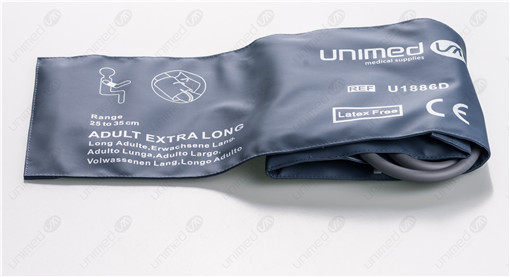 unimed
medical supplies
REF U1886D
Latex Free
CE
Range
25 to 35 cm
ADULT EXTRA LONG
Long Adulte,Erwachsene Lang
Adulto Lunga,Adulto Largo.
Volwassenen Lang.Longo Adulto